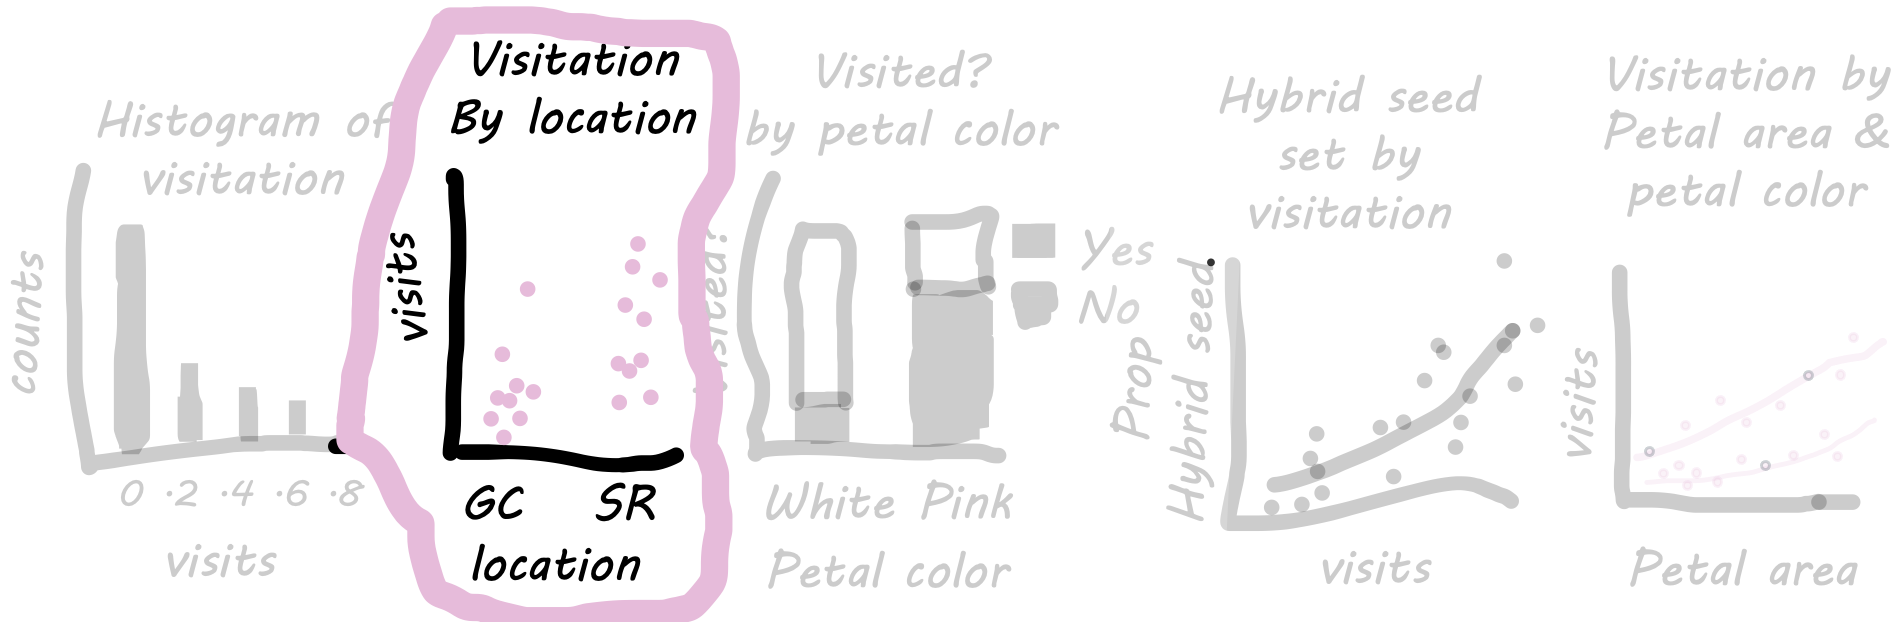 Histogram of
visitation
counts
0 .2 .4 .6 .8
visits
Visitation
By location
visits
GC SR
location
Visited?
by petal color
visited?
Yes
No
White Pink
Petal color
Hybrid seed
set by
visitation
Prop
Hybrid seed
visits
Visitation by
Petal area &
petal color
visits
Petal area